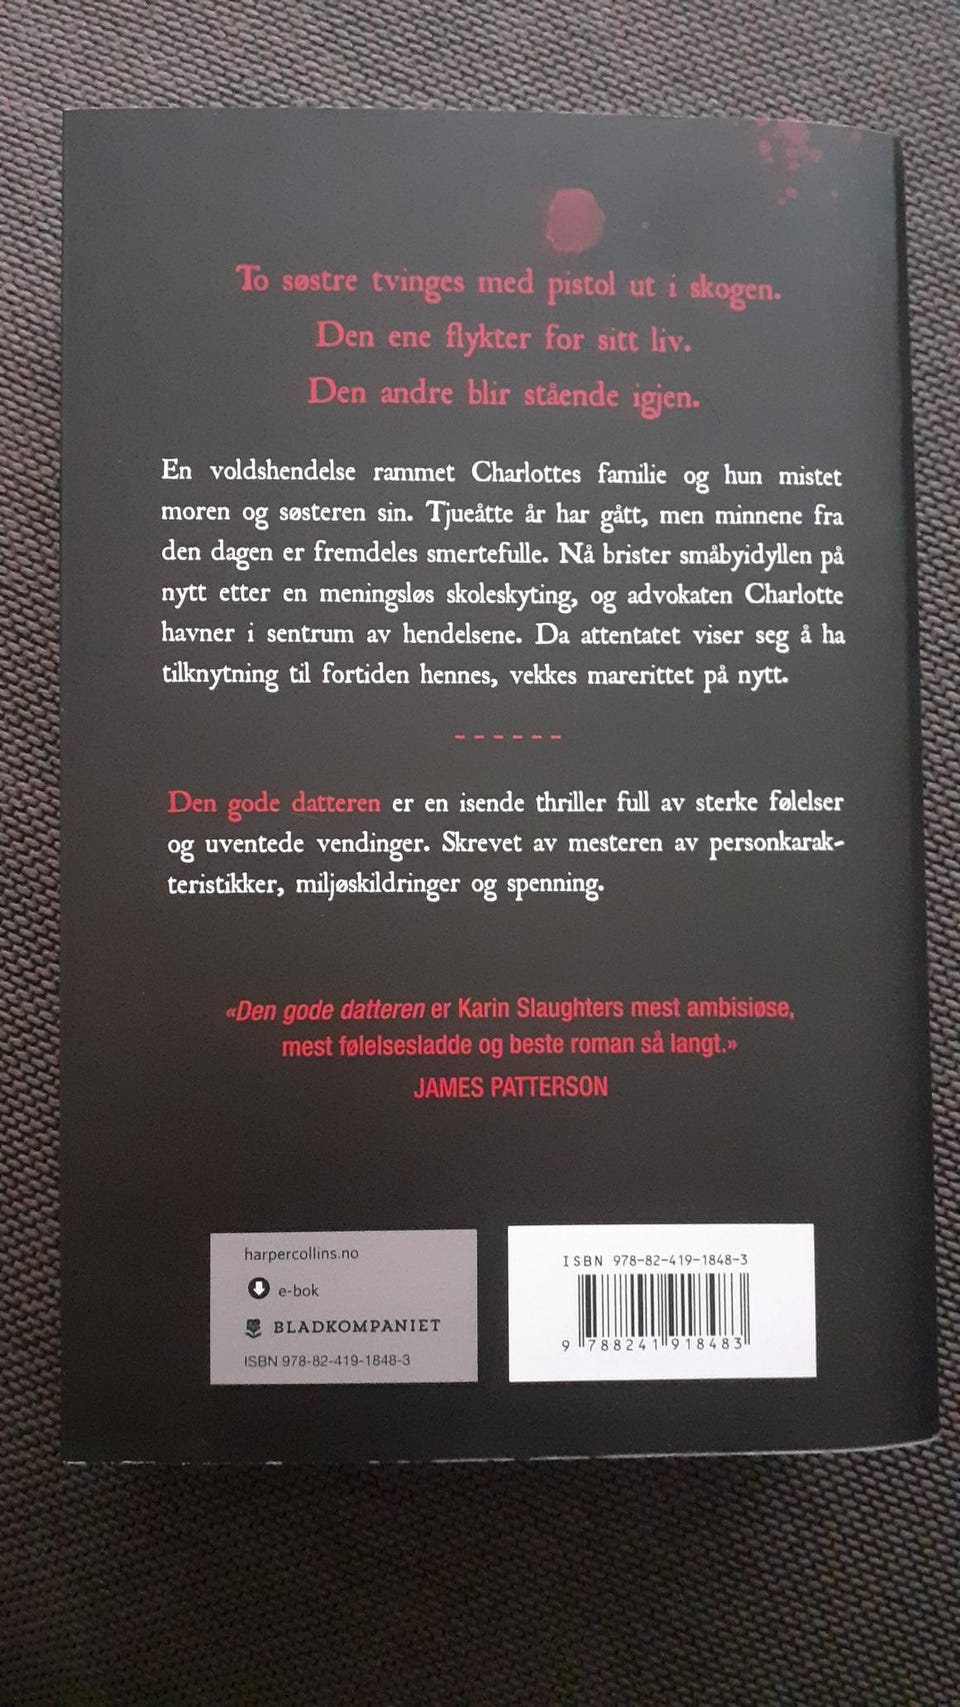 To søstre tvinges med pistol ut i skogen.
Den ene flykter for sitt liv.
Den andre blir stående igjen.
En voldshendelse rammet Charlottes familie og hun mistet
moren og søsteren sin. Tjueåtte år har gått, men minnene fra
den dagen er fremdeles smertefulle. Nå brister småbyidyllen på
nytt etter en meningsløs skoleskyting, og advokaten Charlotte
havner i sentrum av hendelsene. Da attentatet viser seg å ha
tilknytning til fortiden hennes, vekkes marerittet på nytt.
------
Den gode datteren er en isende thriller full av sterke følelser
og uventede vendinger. Skrevet av mesteren av personkarak-
teristikker, miljøskildringer og spenning.
«Den gode datteren er Karin Slaughters mest ambisiøse,
mest følelsesladde og beste roman så langt.»
JAMES PATTERSON
harpercollins.no
e-bok
BLADKOMPANIET
ISBN 978-82-419-1848-3
ISBN 978-82-419-1848-3
9 788241 918483